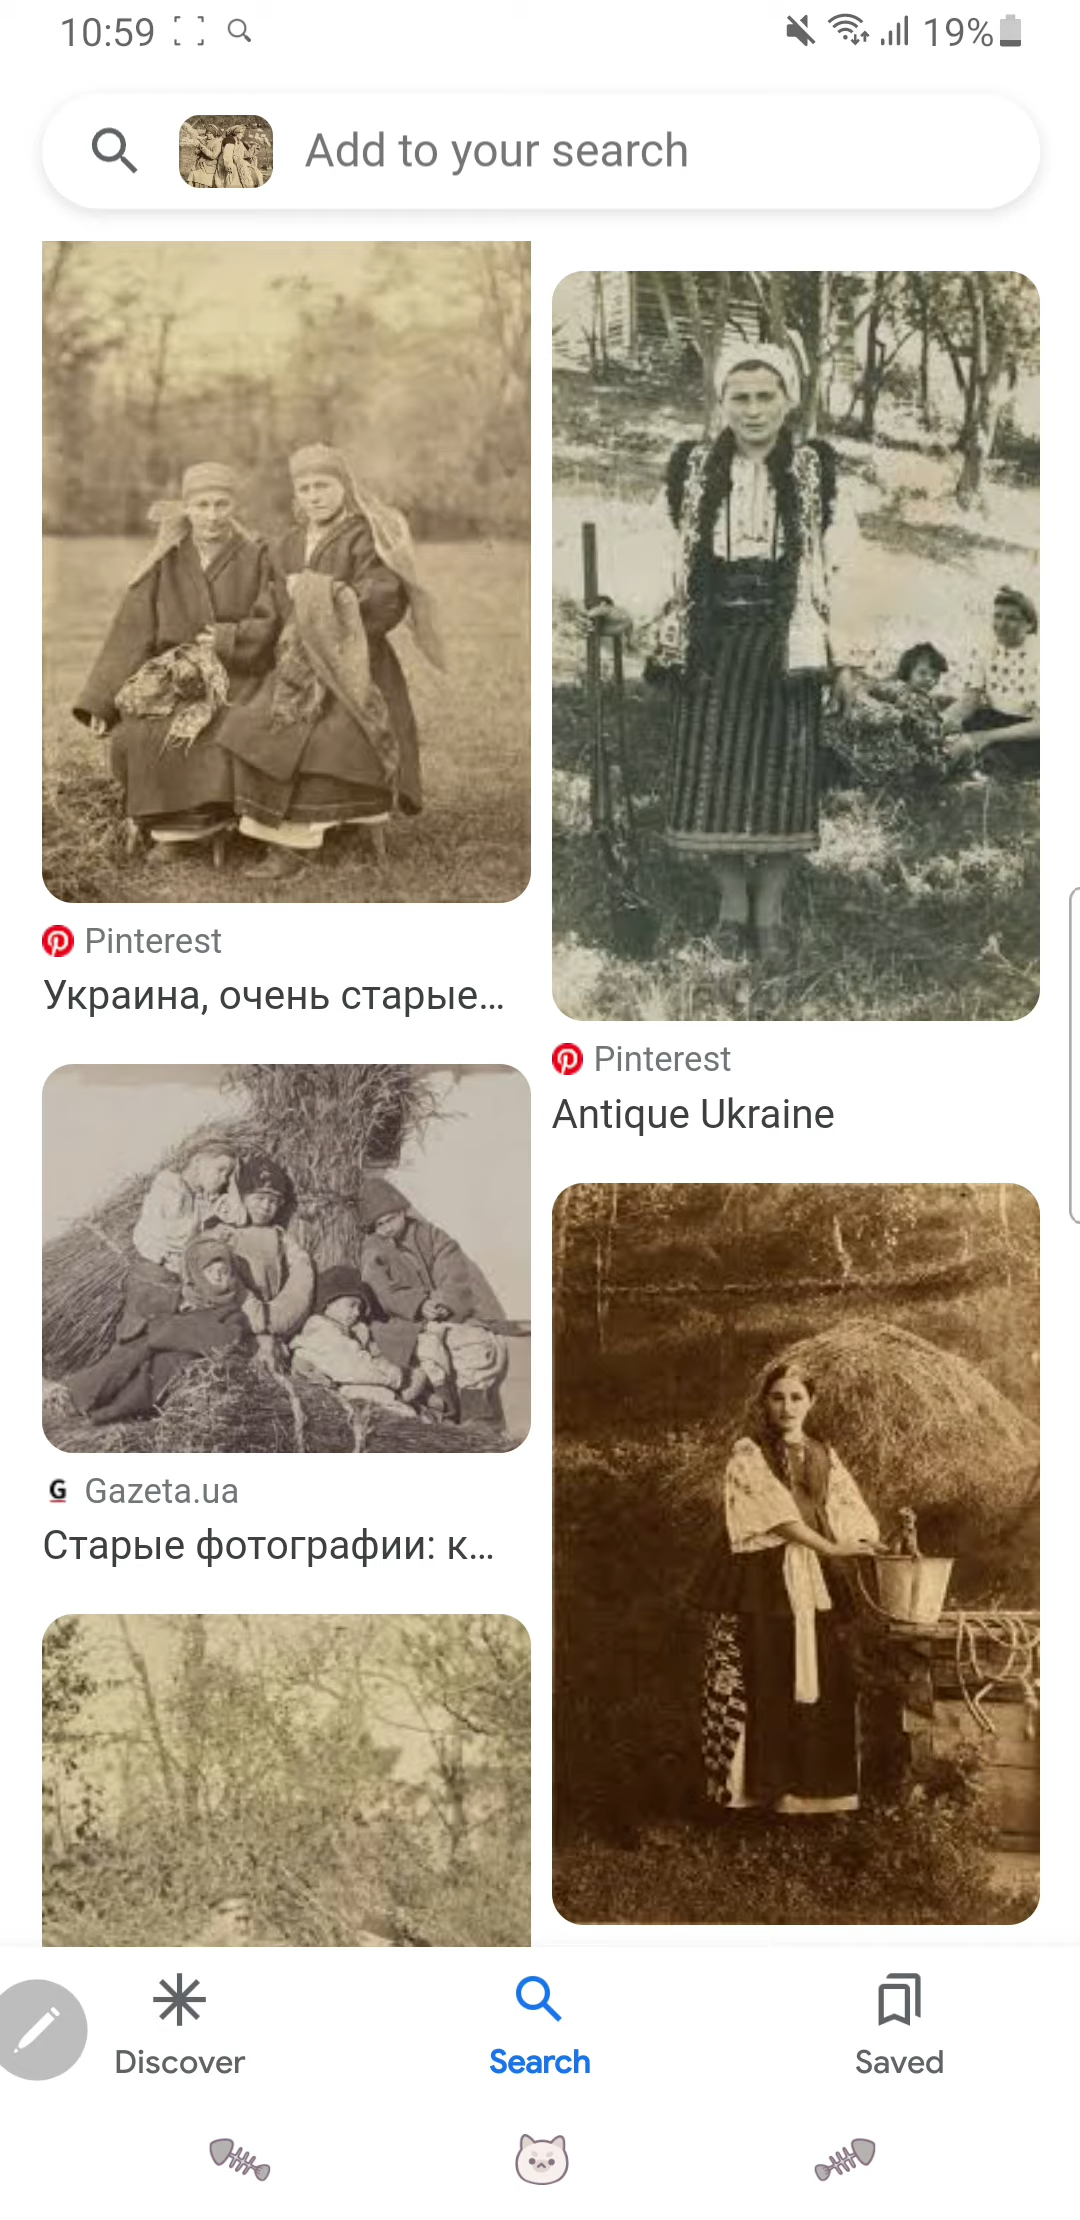 10:59
19%
Add to your search
Pinterest
Украина, очень старые...
Pinterest
Antique Ukraine
G Gazeta.ua
Старые фотографии: к...
Discover
Search
Saved